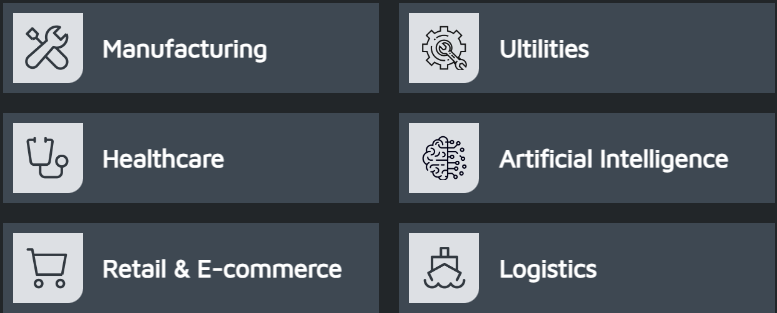 Manufacturing
Ultilities
Healthcare
Artificial Intelligence
Retail & E-commerce
Logistics